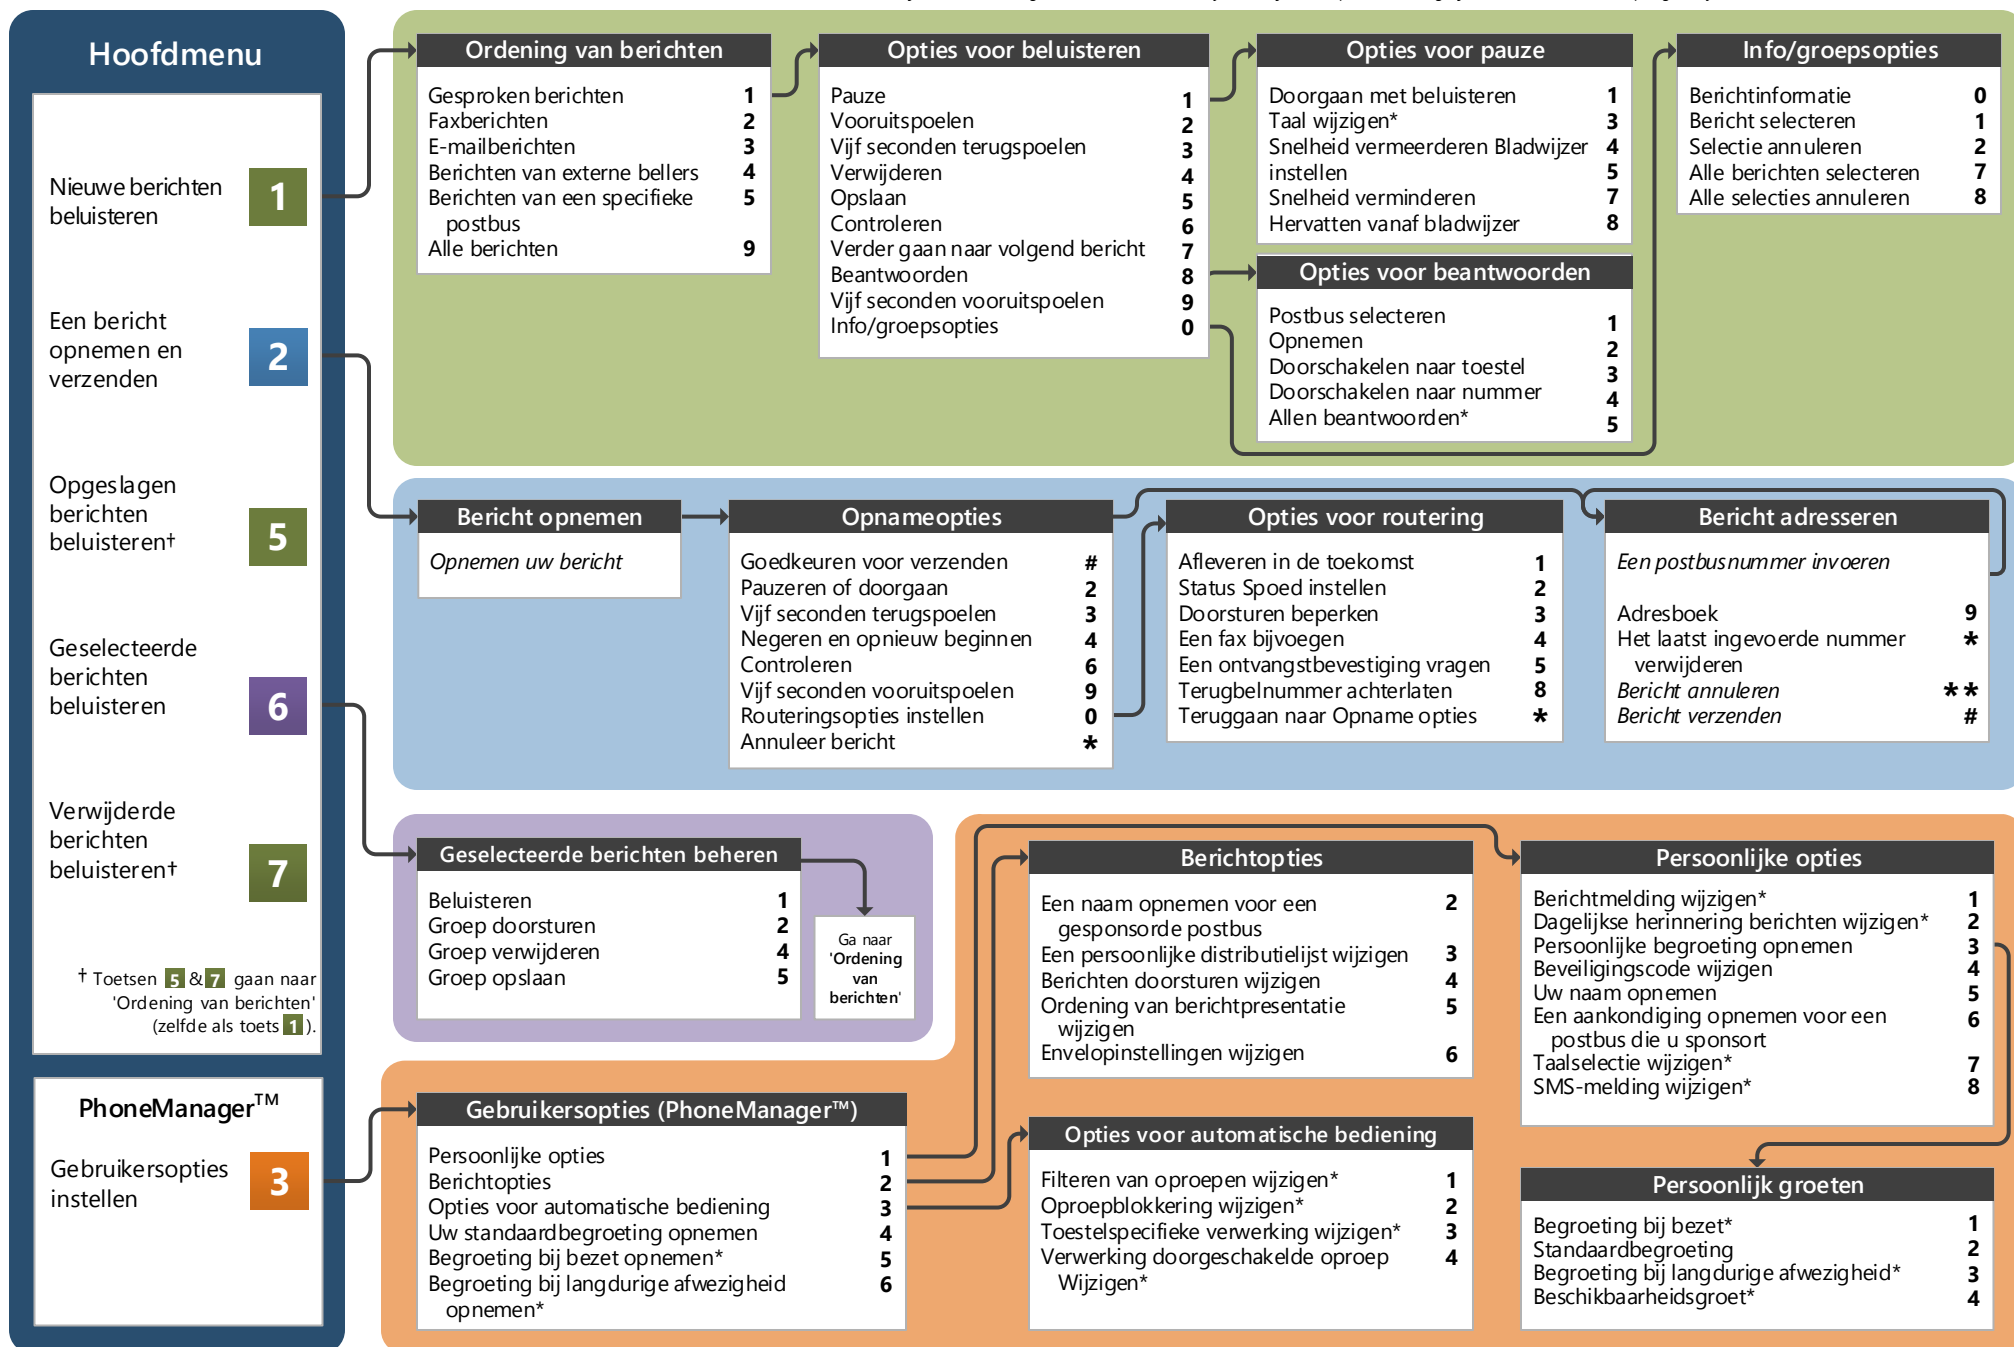 Hoofdmenu
Nieuwe berichten
beluisteren
1
Een bericht
opnemen en
verzenden
2
Opgeslagen
berichten
beluisteren†
5
Geselecteerde
berichten
beluisteren
6
Verwijderde
berichten
beluisteren†
7
† Toetsen 5 & 7 gaan naar
'Ordening van berichten'
(zelfde als toets 1).
PhoneManager™
Gebruikersopties
instellen
3
Ordening van berichten
Gesproken berichten 1
Faxberichten 2
E-mailberichten 3
Berichten van externe bellers 4
Berichten van een specifieke 5
postbus
Alle berichten 9
Opties voor beluisteren
Pauze 1
Vooruitspoelen 2
Vijf seconden terugspoelen 3
Verwijderen 4
Opslaan 5
Controleren 6
Verder gaan naar volgend bericht 7
Beantwoorden 8
Vijf seconden vooruitspoelen 9
Info/groepsopties 0
Opties voor pauze
Doorgaan met beluisteren 1
Taal wijzigen* 3
Snelheid vermeerderen Bladwijzer 4
instellen 5
Snelheid verminderen 7
Hervatten vanaf bladwijzer 8
Opties voor beantwoorden
Postbus selecteren 1
Opnemen 2
Doorschakelen naar toestel 3
Doorschakelen naar nummer 4
Allen beantwoorden* 5
Info/groepsopties
Berichtinformatie 0
Bericht selecteren 1
Selectie annuleren 2
Alle berichten selecteren 7
Alle selecties annuleren 8
Bericht opnemen
Opnemen uw bericht
Opnameopties
Goedkeuren voor verzenden #
Pauzeren of doorgaan 2
Vijf seconden terugspoelen 3
Negeren en opnieuw beginnen 4
Controleren 6
Vijf seconden vooruitspoelen 9
Routeringsopties instellen 0
Annuleer bericht *
Opties voor routering
Afleveren in de toekomst 1
Status Spoed instellen 2
Doorsturen beperken 3
Een fax bijvoegen 4
Een ontvangstbevestiging vragen 5
Terugbelnummer achterlaten 8
Teruggaan naar Opname opties *
Bericht adresseren
Een postbusnummer invoeren
Adresboek 9
Het laatst ingevoerde nummer *
verwijderen
Bericht annuleren **
Bericht verzenden #
Geselecteerde berichten beheren
Beluisteren 1
Groep doorsturen 2
Groep verwijderen 4
Groep opslaan 5
Ga naar
'Ordening
van
berichten'
Gebruikersopties (PhoneManager™)
Persoonlijke opties 1
Berichtopties 2
Opties voor automatische bediening 3
Uw standaardbegroeting opnemen 4
Begroeting bij bezet opnemen* 5
Begroeting bij langdurige afwezigheid 6
opnemen*
Berichtopties
Een naam opnemen voor een 2
gesponsorde postbus
Een persoonlijke distributielijst wijzigen 3
Berichten doorsturen wijzigen 4
Ordening van berichtpresentatie 5
wijzigen
Envelopinstellingen wijzigen 6
Opties voor automatische bediening
Filteren van oproepen wijzigen* 1
Oproepblokkering wijzigen* 2
Toestelspecifieke verwerking wijzigen* 3
Verwerking doorgeschakelde oproep 4
Wijzigen*
Persoonlijke opties
Berichtmelding wijzigen* 1
Dagelijkse herinnering berichten wijzigen* 2
Persoonlijke begroeting opnemen 3
Beveiligingscode wijzigen 4
Uw naam opnemen 5
Een aankondiging opnemen voor een 6
postbus die u sponsort
Taalselectie wijzigen* 7
SMS-melding wijzigen* 8
Persoonlijk groeten
Begroeting bij bezet* 1
Standaardbegroeting 2
Begroeting bij langdurige afwezigheid* 3
Beschikbaarheidsgroet* 4